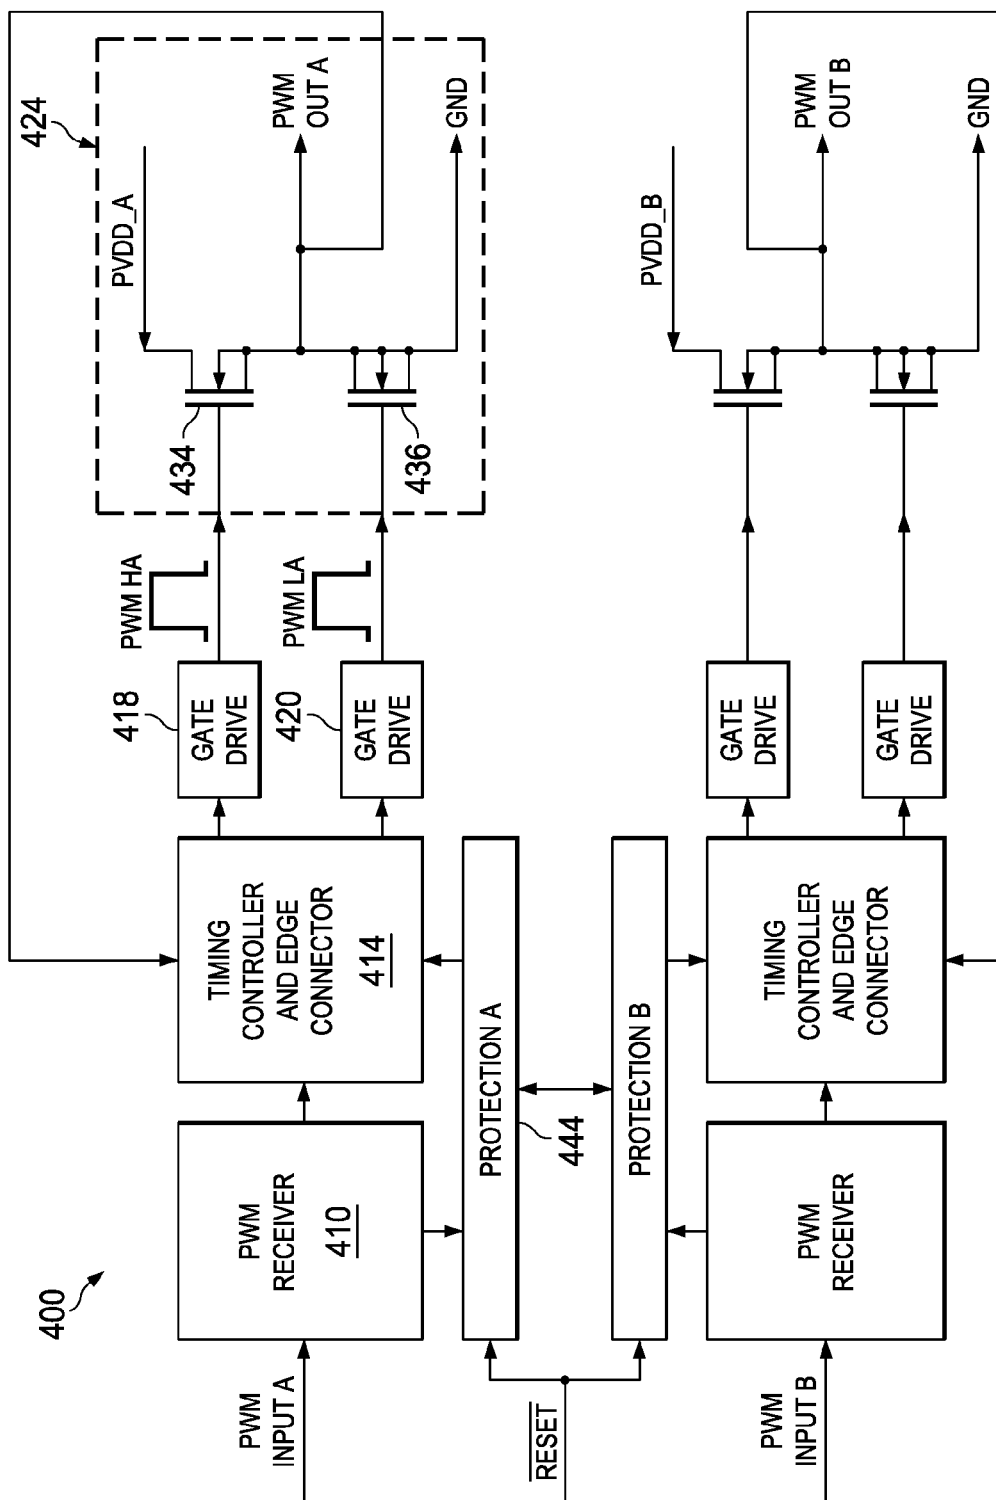 400
PWM
INPUT A
PWM
RECEIVER
410
TIMING
CONTROLLER
AND EDGE
CONNECTOR
414
418
GATE
DRIVE
PWM HA
420
GATE
DRIVE
PWM LA
424
PVDD_A
434
436
PWM
OUT A
GND
PROTECTION A
444
RESET
PROTECTION B
PWM
INPUT B
PWM
RECEIVER
TIMING
CONTROLLER
AND EDGE
CONNECTOR
GATE
DRIVE
GATE
DRIVE
PVDD_B
PWM
OUT B
GND